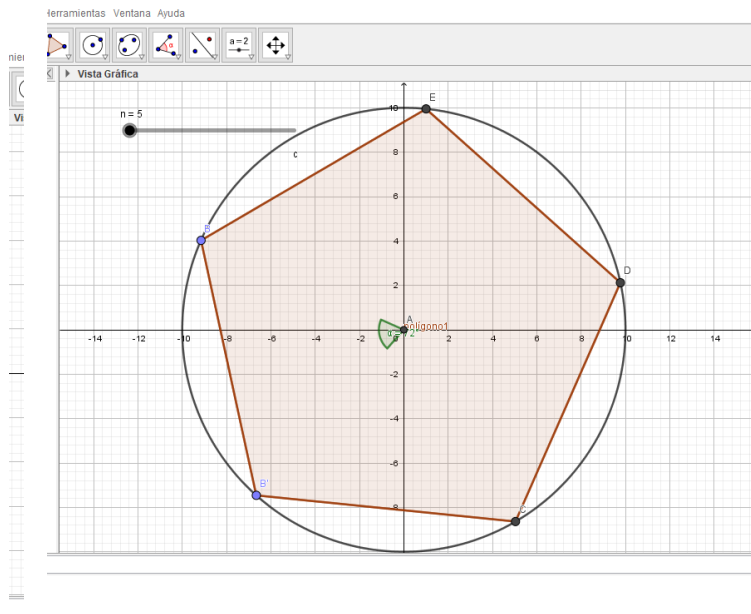 Herramientas Ventana Ayuda
a=2
Vista Gráfica
n = 5
c
E
10
8
6
4
2
B
D
A
polígono1
-14 -12 -10 -8 -6 -4 -2 0 2 4 6 8 10 12 14
-2
-4
-6
-8
B'
C